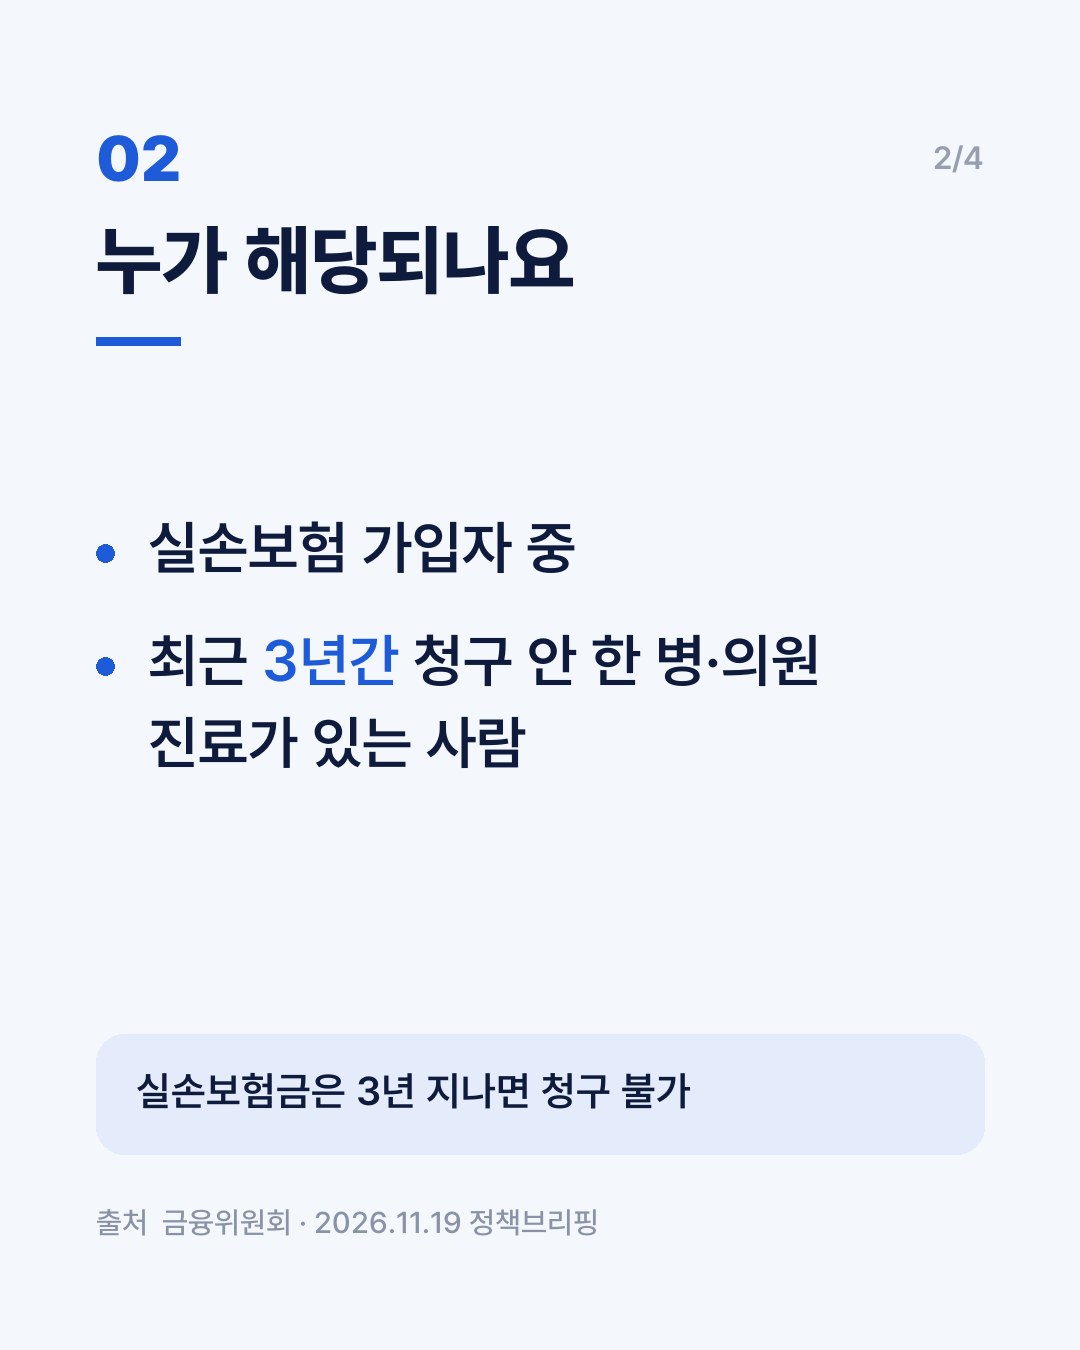 02
2/4
누가 해당되나요
실손보험 가입자 중
최근 3년간 청구 안 한 병·의원
진료가 있는 사람
실손보험금은 3년 지나면 청구 불가
출처 금융위원회 · 2026.11.19 정책브리핑